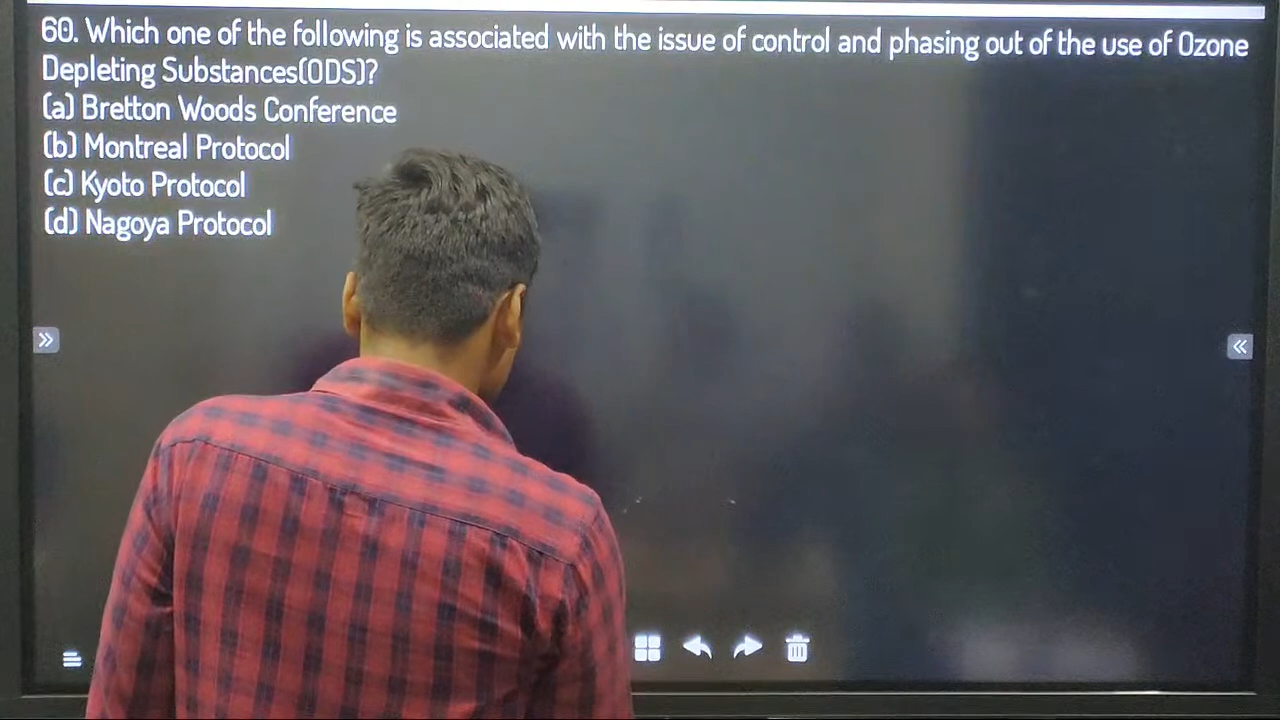 60. Which one of the following is associated with the issue of control and phasing out of the use of Ozone
Depleting Substances(ODS)?
(a) Bretton Woods Conference
(b) Montreal Protocol
(c) Kyoto Protocol
(d) Nagoya Protocol